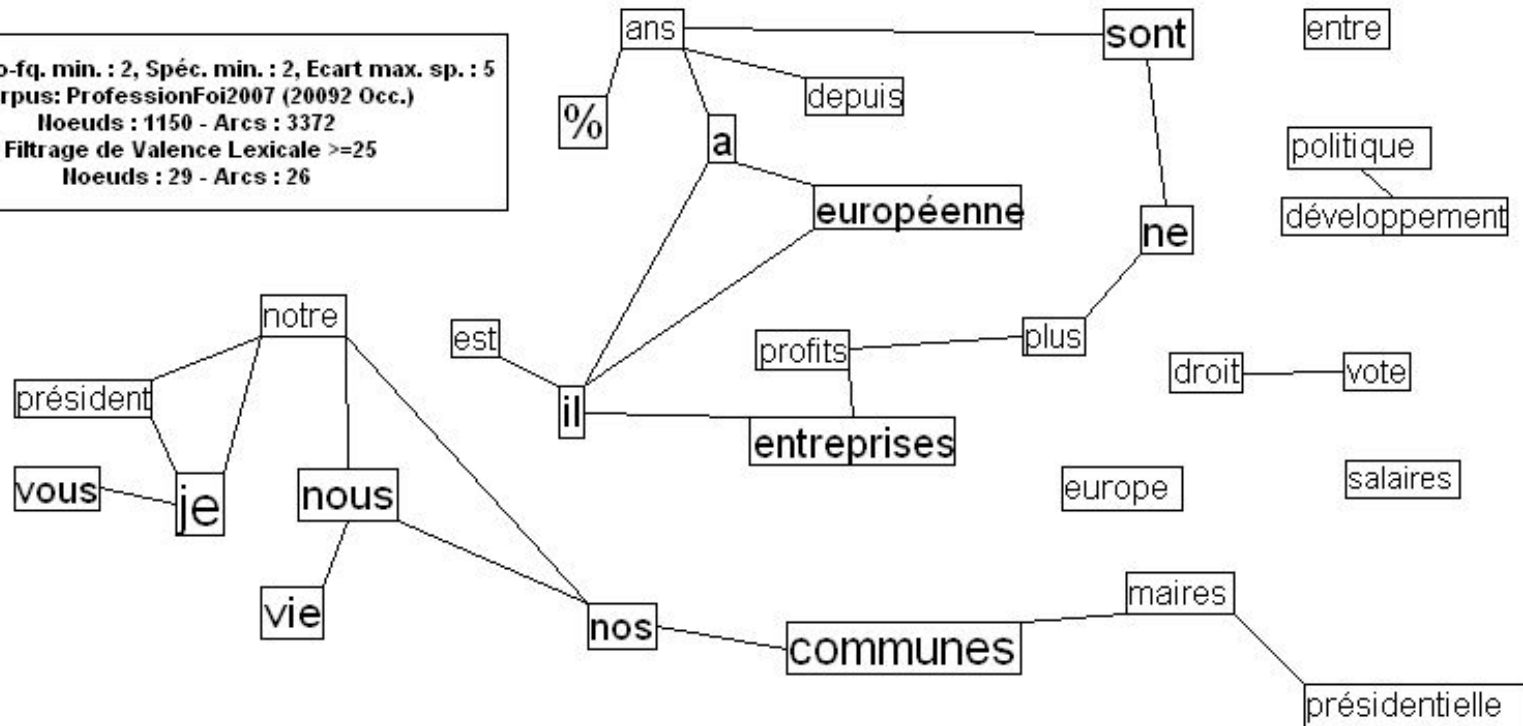 o-fq. min. : 2, Spéc. min. : 2, Ecart max. sp. : 5
rpus: ProfessionFoi2007 (20092 Occ.)
Noeuds : 1150 - Arcs : 3372
Filtrage de Valence Lexicale >=25
Noeuds : 29 - Arcs : 26
ans
sont
entre
%
depuis
a
politique
européenne
développement
ne
notre
est
profits
plus
président
il
droit
vote
entreprises
vous
je
nous
europe
salaires
vie
nos
communes
maires
présidentielle